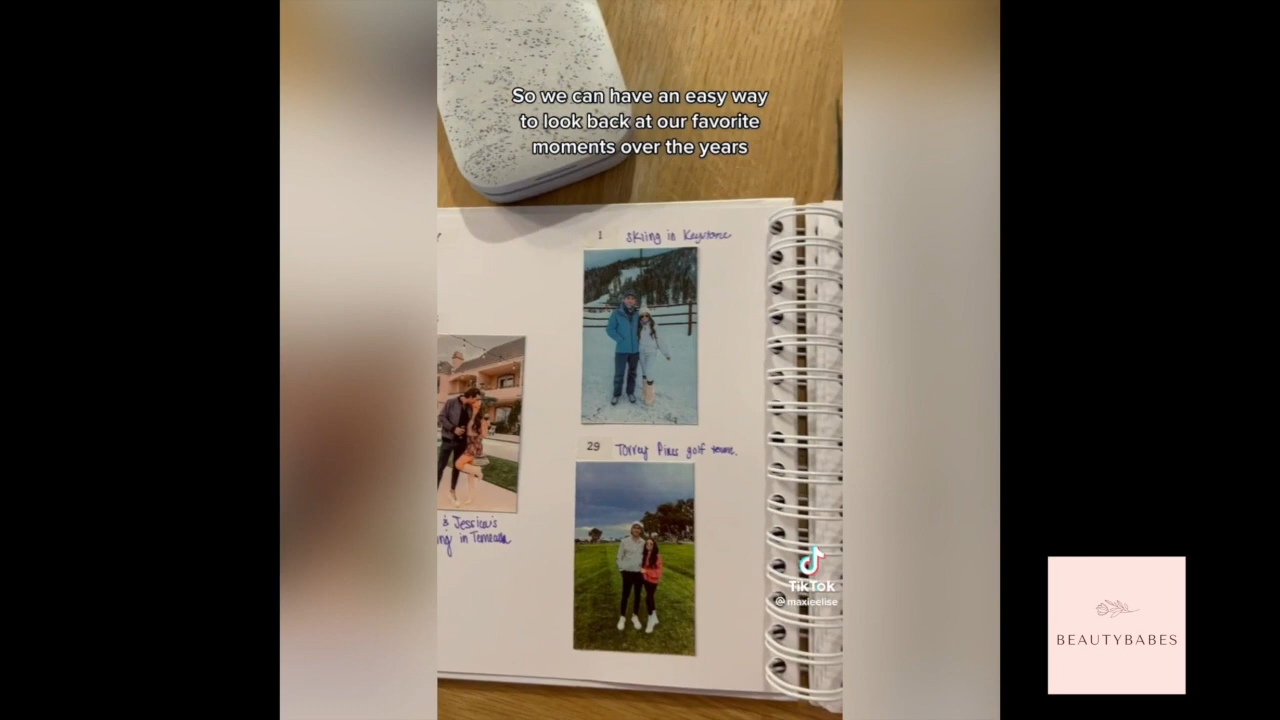 So we can have an easy way
to look back at our favorite
moments over the years
1 skiing in Keystone
29 Torrey Pines golf
& Jessica's
in Temecula
TikTok
@maxieelise
BEAUTYBABES